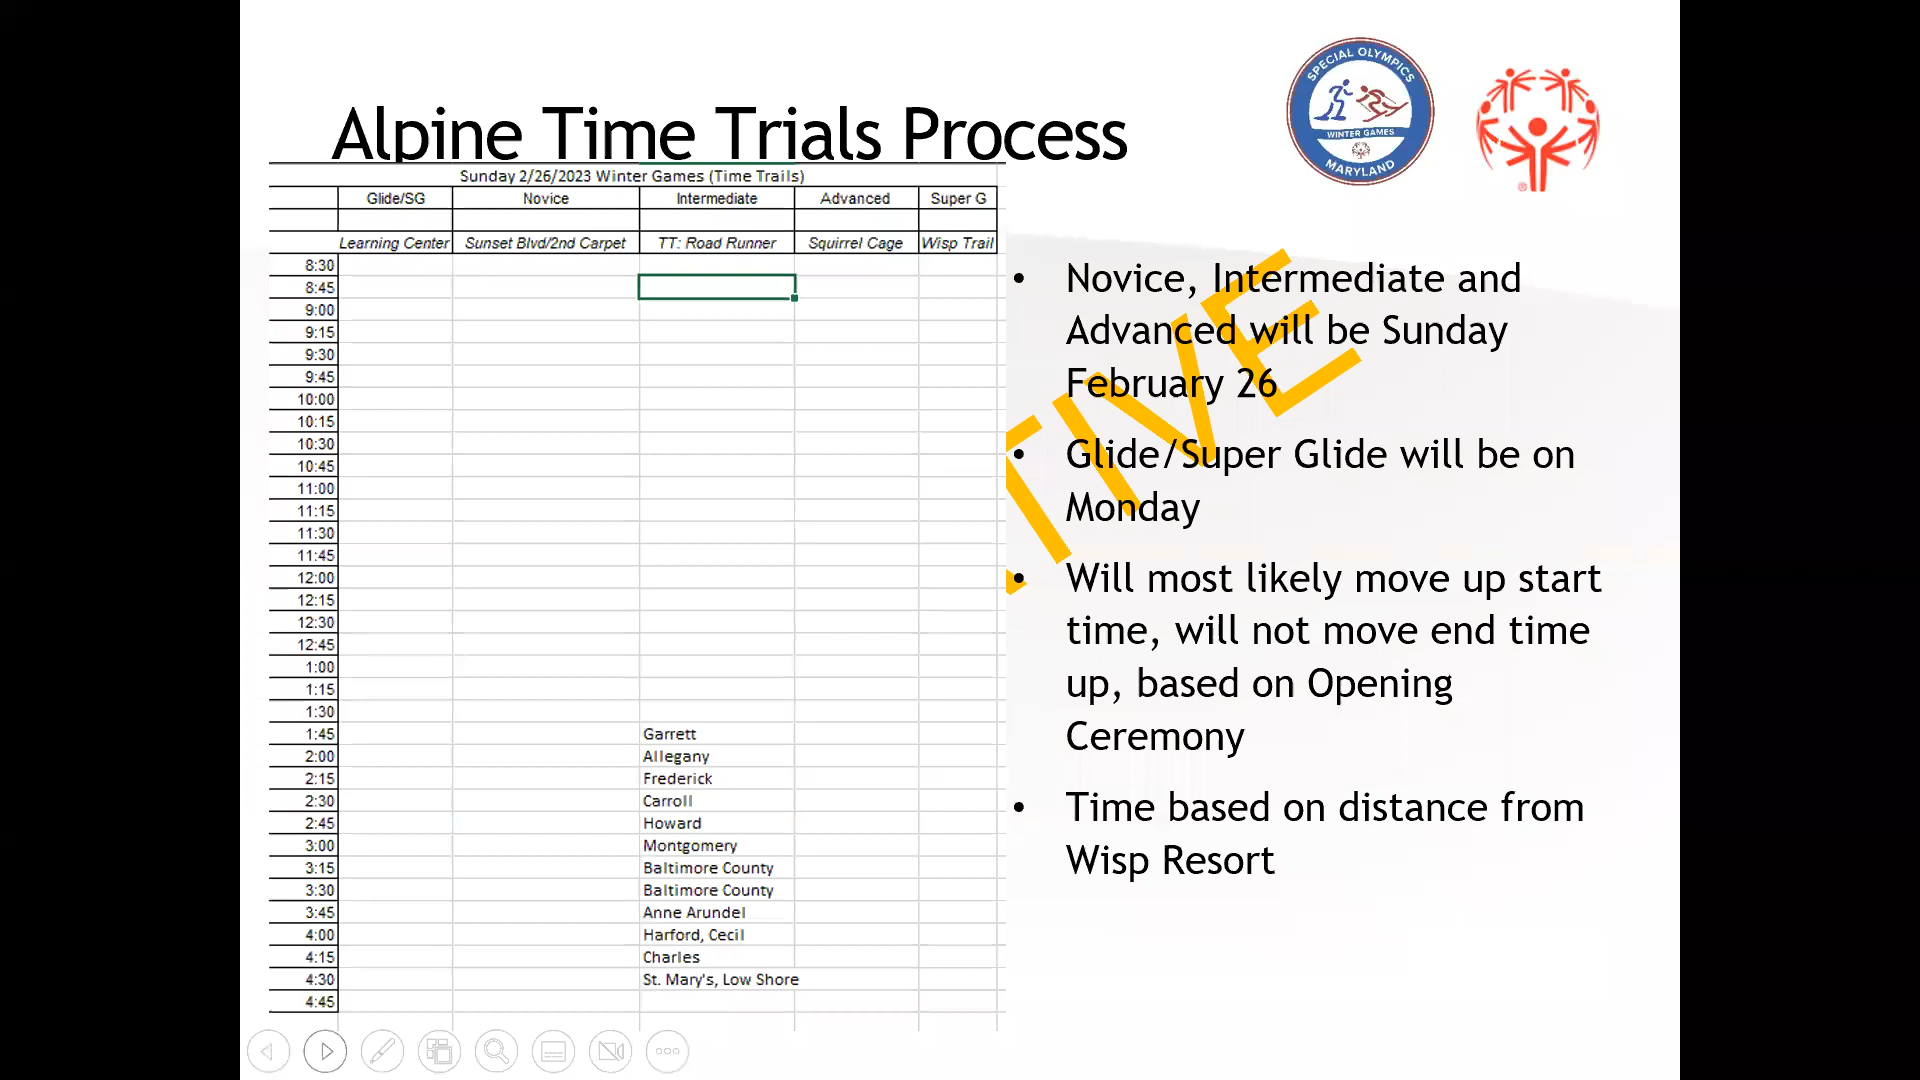 Alpine Time Trials Process
SPECIAL OLYMPICS
WINTER GAMES
MARYLAND
®
Sunday 2/26/2023 Winter Games (Time Trails)
Glide/SG Novice Intermediate Advanced Super G
Learning Center Sunset Blvd/2nd Carpet TT: Road Runner Squirrel Cage Wisp Trail
8:30
8:45
9:00
9:15
9:30
9:45
10:00
10:15
10:30
10:45
11:00
11:15
11:30
11:45
12:00
12:15
12:30
12:45
1:00
1:15
1:30
1:45 Garrett
2:00 Allegany
2:15 Frederick
2:30 Carroll
2:45 Howard
3:00 Montgomery
3:15 Baltimore County
3:30 Baltimore County
3:45 Anne Arundel
4:00 Harford, Cecil
4:15 Charles
4:30 St. Mary's, Low Shore
4:45
TIVE
• Novice, Intermediate and
Advanced will be Sunday
February 26
• Glide/Super Glide will be on
Monday
• Will most likely move up start
time, will not move end time
up, based on Opening
Ceremony
• Time based on distance from
Wisp Resort